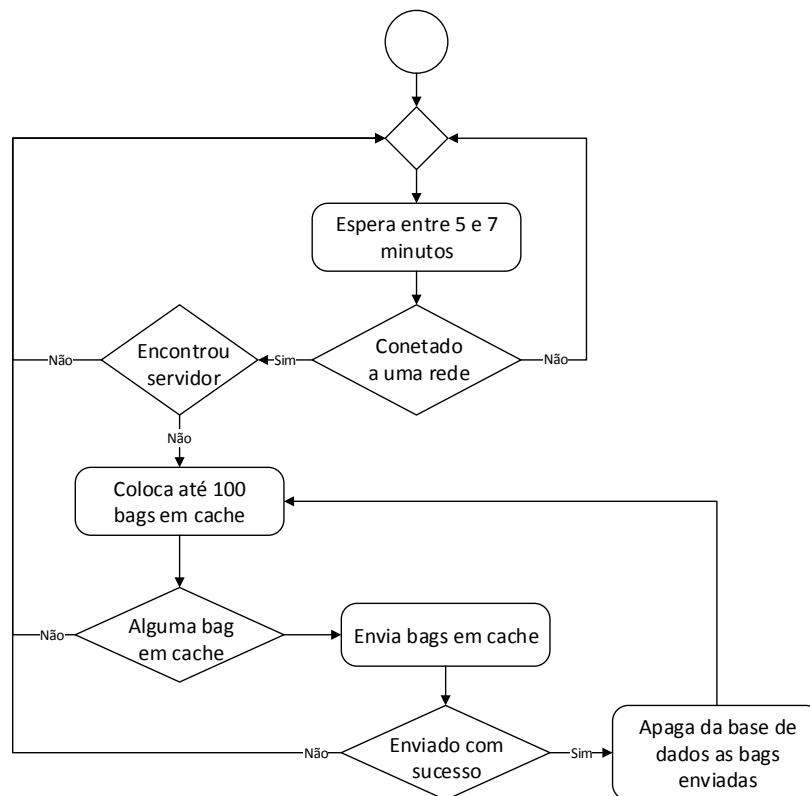 Espera entre 5 e 7
minutos
Encontrou
servidor
Conetado
a uma rede
Não
Sim
Não
Não
Coloca até 100
bags em cache
Alguma bag
em cache
Não
Envia bags em cache
Enviado com
sucesso
Não
Sim
Apaga da base de
dados as bags
enviadas